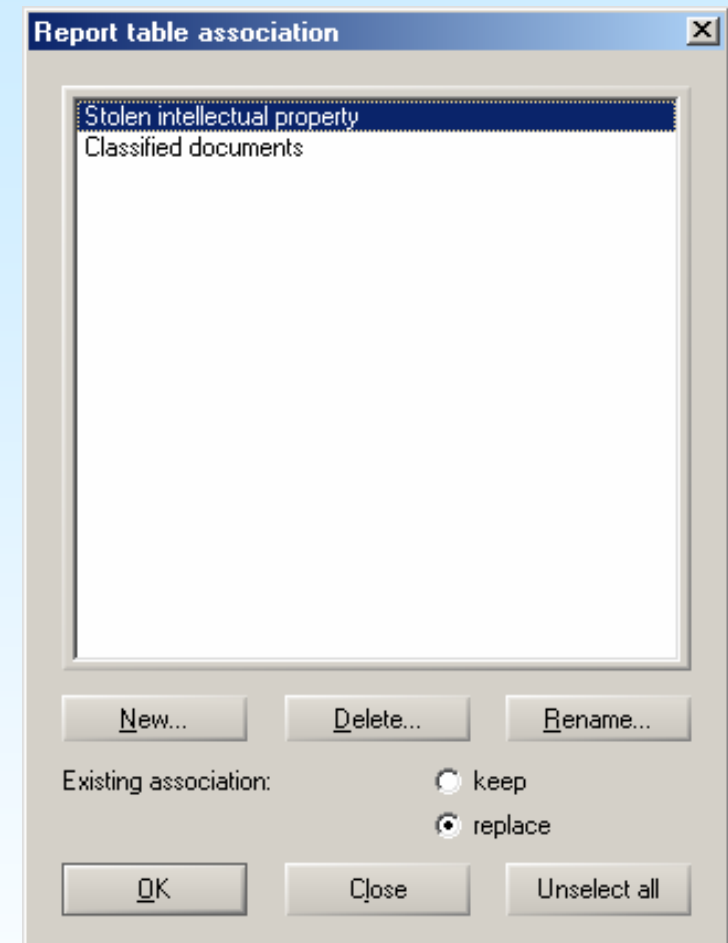 Report table association
Stolen intellectual property
Classified documents
New... Delete... Rename...
Existing association: keep
replace
OK Close Unselect all